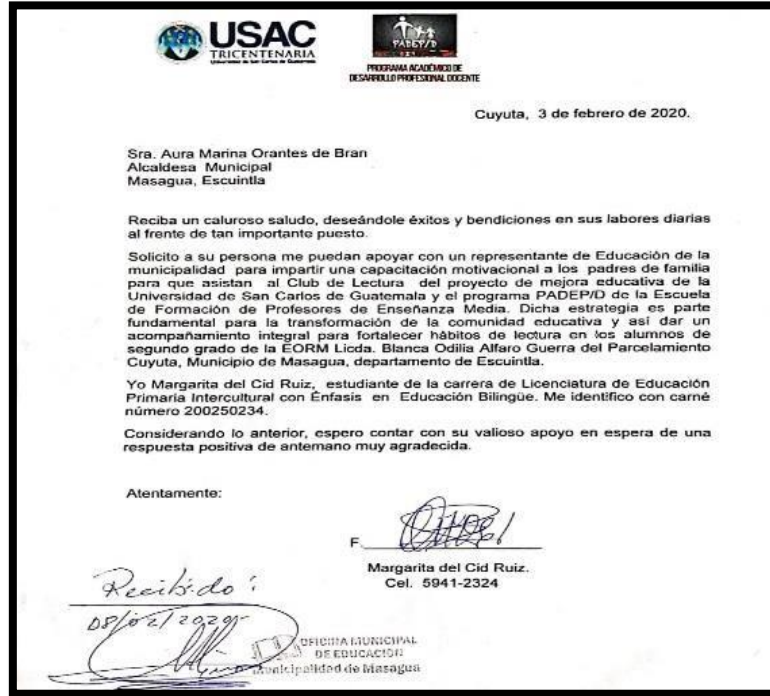 USAC
TRICENTENARIA
Universidad de San Carlos de Guatemala
PADEP/D
PROGRAMA ACADÉMICO DE
DESARROLLO PROFESIONAL DOCENTE
Cuyuta, 3 de febrero de 2020.
Sra. Aura Marina Orantes de Bran
Alcaldesa Municipal
Masagua, Escuintla
Reciba un caluroso saludo, deseándole éxitos y bendiciones en sus labores diarias
al frente de tan importante puesto.
Solicito a su persona me puedan apoyar con un representante de Educación de la
municipalidad para impartir una capacitación motivacional a los padres de familia
para que asistan al Club de Lectura del proyecto de mejora educativa de la
Universidad de San Carlos de Guatemala y el programa PADEP/D de la Escuela
de Formación de Profesores de Enseñanza Media. Dicha estrategia es parte
fundamental para la transformación de la comunidad educativa y así dar un
acompañamiento integral para fortalecer hábitos de lectura en los alumnos de
segundo grado de la EORM Licda. Blanca Odilia Alfaro Guerra del Parcelamiento
Cuyuta, Municipio de Masagua, departamento de Escuintla.
Yo Margarita del Cid Ruiz, estudiante de la carrera de Licenciatura de Educación
Primaria Intercultural con Énfasis en Educación Bilingüe. Me identifico con carné
número 200250234.
Considerando lo anterior, espero contar con su valioso apoyo en espera de una
respuesta positiva de antemano muy agradecida.
Atentamente:
F.
Margarita del Cid Ruiz.
Cel. 5941-2324
Recibido:
08/02/2020
OFICINA MUNICIPAL
DE EDUCACIÓN
Municipalidad de Masagua